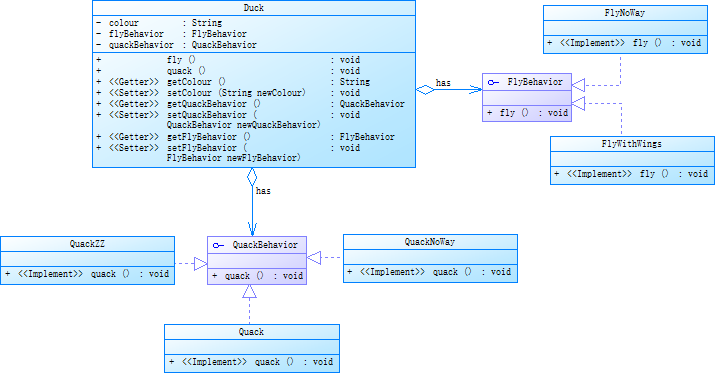 Duck
- colour : String
- flyBehavior : FlyBehavior
- quackBehavior : QuackBehavior
+ fly () : void
+ quack () : void
+ <<Getter>> getColour () : String
+ <<Setter>> setColour (String newColour) : void
+ <<Getter>> getQuackBehavior () : QuackBehavior
+ <<Setter>> setQuackBehavior ( : void
QuackBehavior newQuackBehavior)
+ <<Getter>> getFlyBehavior () : FlyBehavior
+ <<Setter>> setFlyBehavior ( : void
FlyBehavior newFlyBehavior)
has
FlyBehavior
+ fly () : void
FlyNoWay
+ <<Implement>> fly () : void
FlyWithWings
+ <<Implement>> fly () : void
has
QuackZZ
+ <<Implement>> quack () : void
QuackBehavior
+ quack () : void
QuackNoWay
+ <<Implement>> quack () : void
Quack
+ <<Implement>> quack () : void